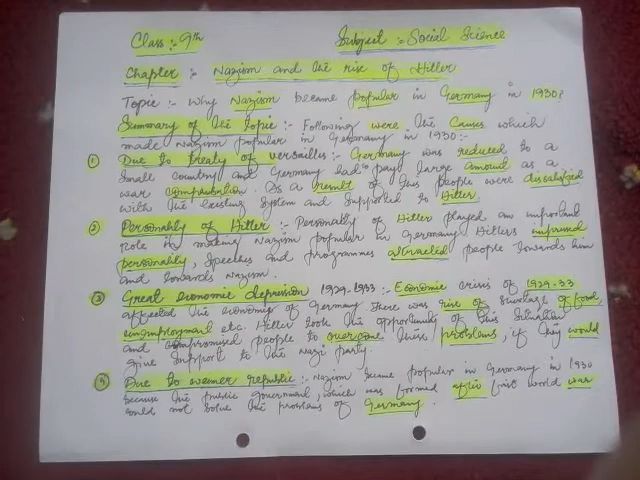 Class :- 9th Subject :- Social Science
Chapter :- Nazism and the rise of Hitler
Topic :- Why Nazism became popular in Germany in 1930?
Summary of the topic :- Following were the causes which
made Nazism popular in Germany in 1930:-
① Due to treaty of versailles :- Germany was reduced to a
small country and Germany had pay large amount as a
war . As a result of this people were dissatisfied
with the existing system and supported to Hitler.
② Personality of Hitler :- Personality of Hitler played an important
Role in making Nazism popular in Germany Hitlers
personality, speeches and programmes attracted people towards him
and towards Nazism.
③ Great economic depression 1929-1933 :- Economic crisis of 1929-33
affected the economy of Germany There was rise of shortage of food,
unemployment etc. Hitler took the opportunity of this situation
and people to overcome these problems, if they would
give support to the Nazi party.
④ Due to weimer republic :- Nazism became popular in Germany in 1930
because the public government, which was formed after first world war
could not solve the problems of Germany.